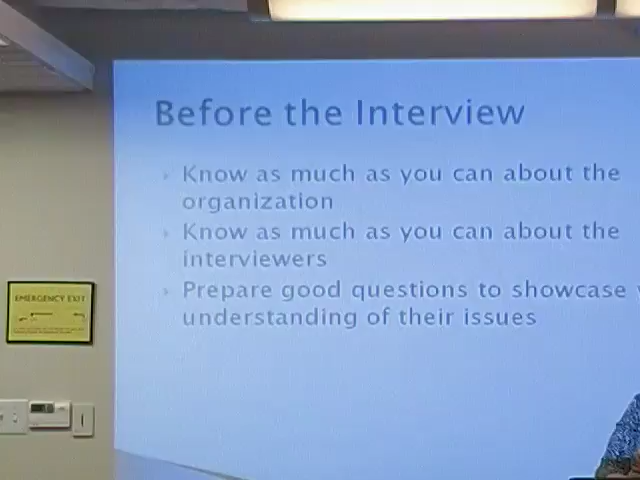 Before the Interview
Know as much as you can about the
organization
Know as much as you can about the
interviewers
Prepare good questions to showcase
understanding of their issues
EMERGENCY EXIT